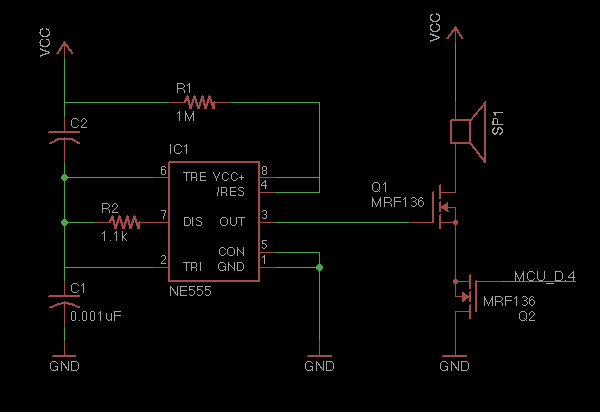 VCC
VCC
R1
1M
C2
SP1
IC1
6 TRE VCC+ 8
/RES 4
Q1
MRF136
R2
1.1k
7 DIS OUT 3
CON 5
2 TRI GND 1
NE555
MCU_D.4
MRF136
Q2
C1
0.001uF
GND
GND
GND